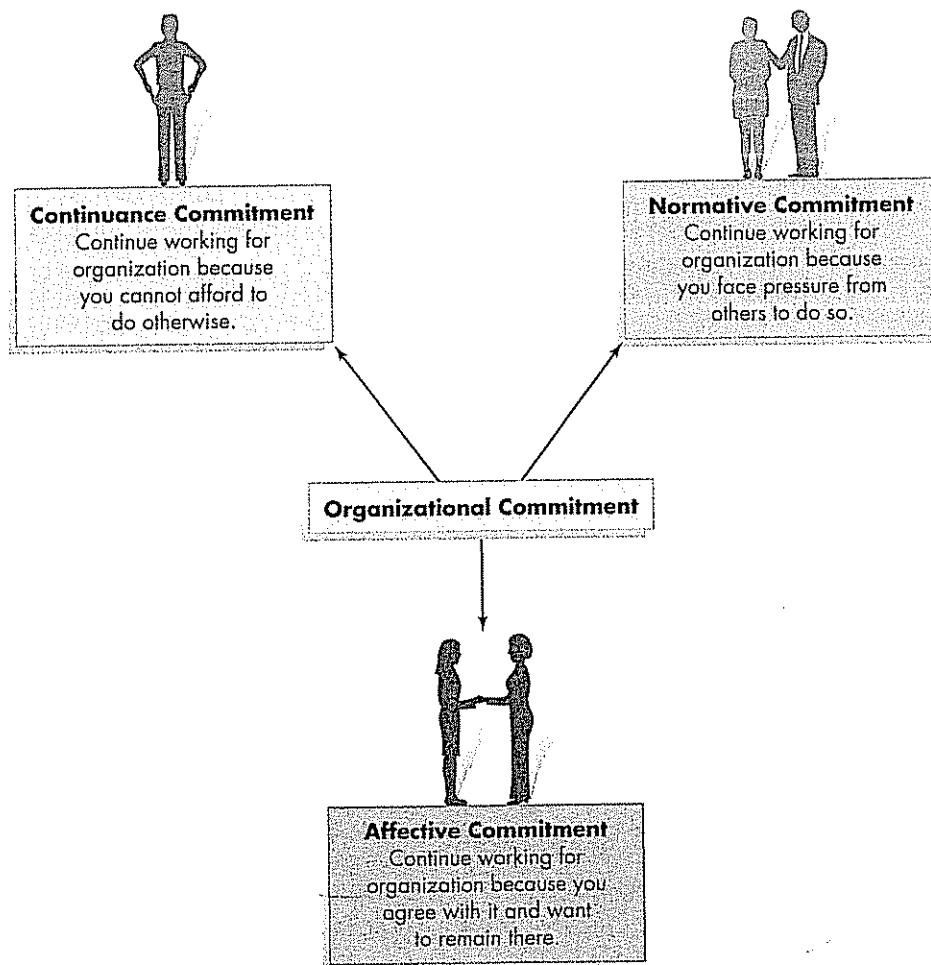 Continuance Commitment
Continue working for
organization because
you cannot afford to
do otherwise.
Normative Commitment
Continue working for
organization because
you face pressure from
others to do so.
Organizational Commitment
Affective Commitment
Continue working for
organization because you
agree with it and want
to remain there.